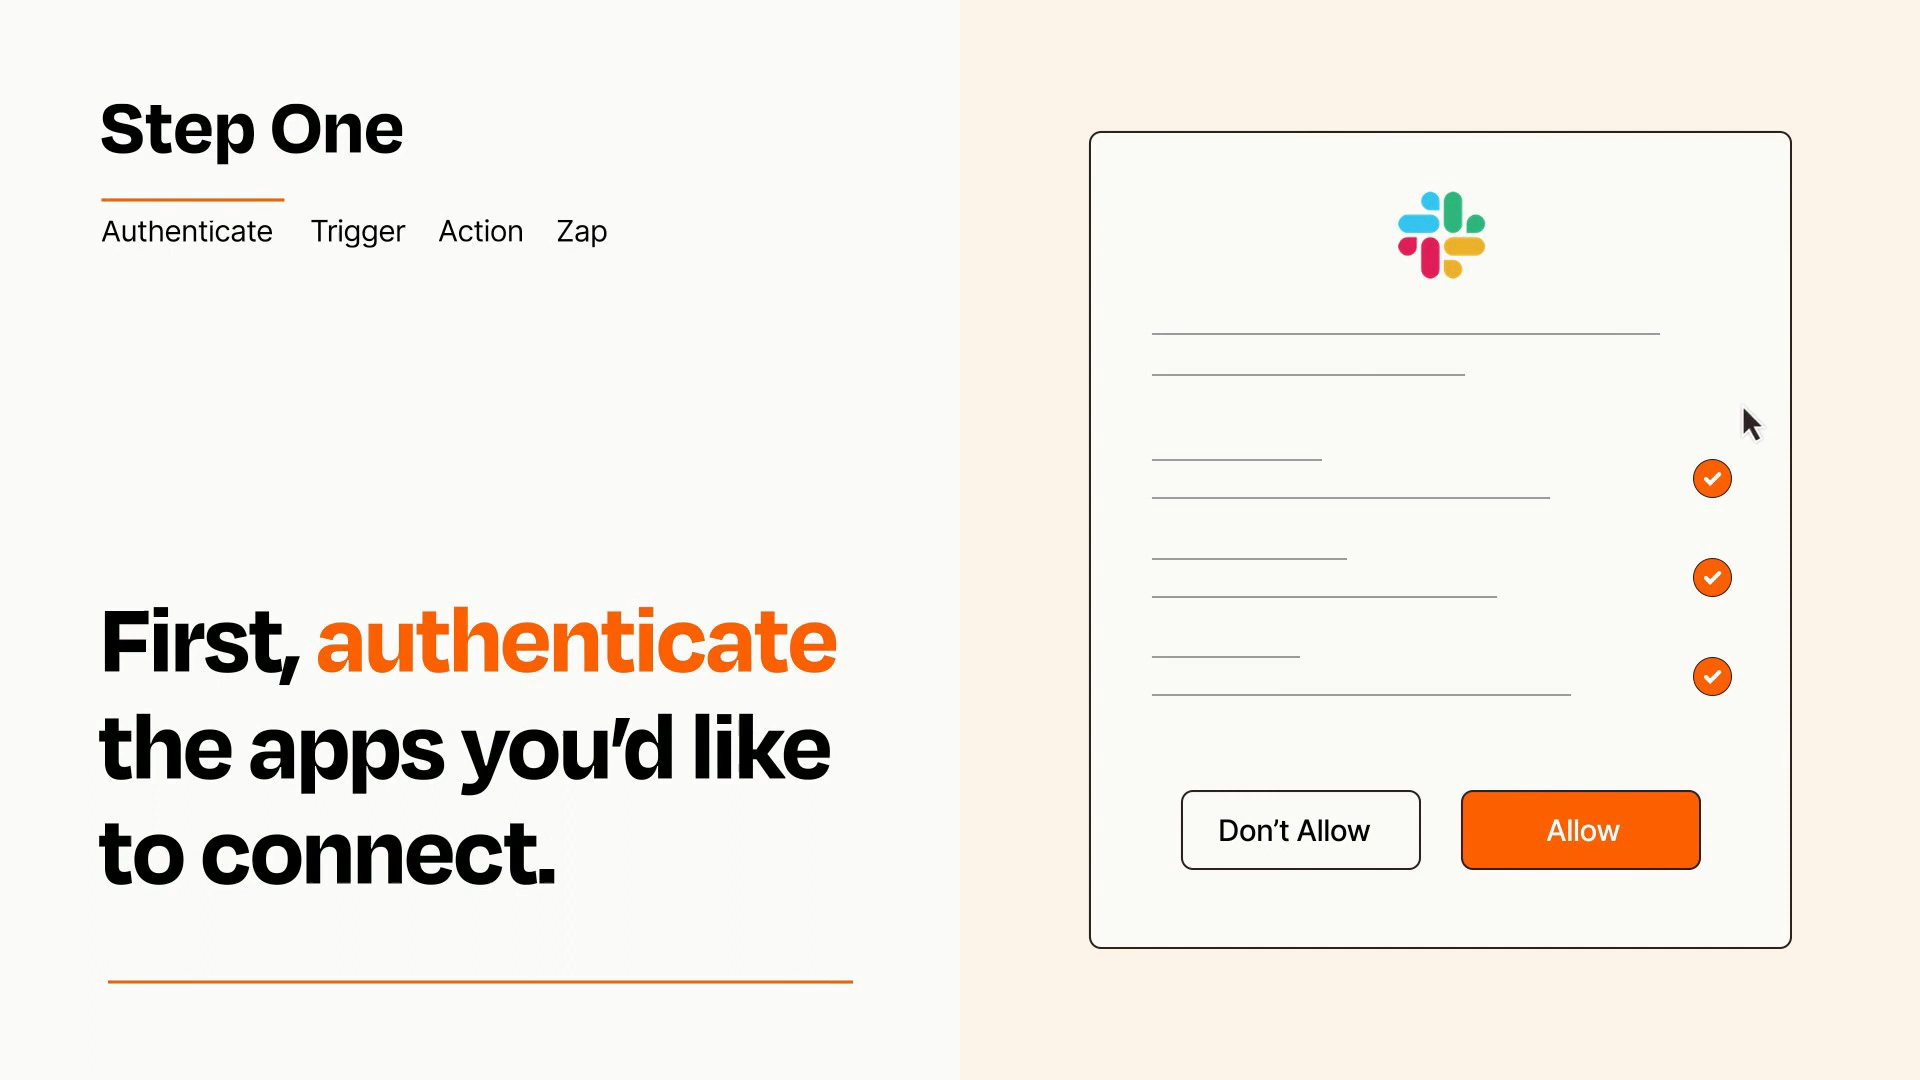 Step One
Authenticate Trigger Action Zap
First, authenticate
the apps you’d like
to connect.
Don’t Allow
Allow